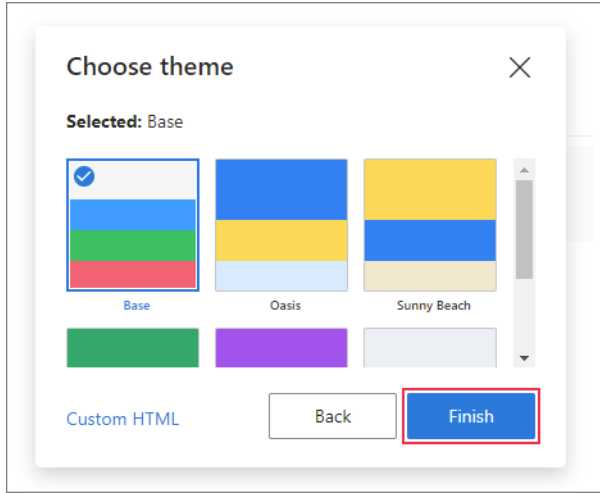 Choose theme
Selected: Base
Base
Oasis
Sunny Beach
Custom HTML
Back
Finish